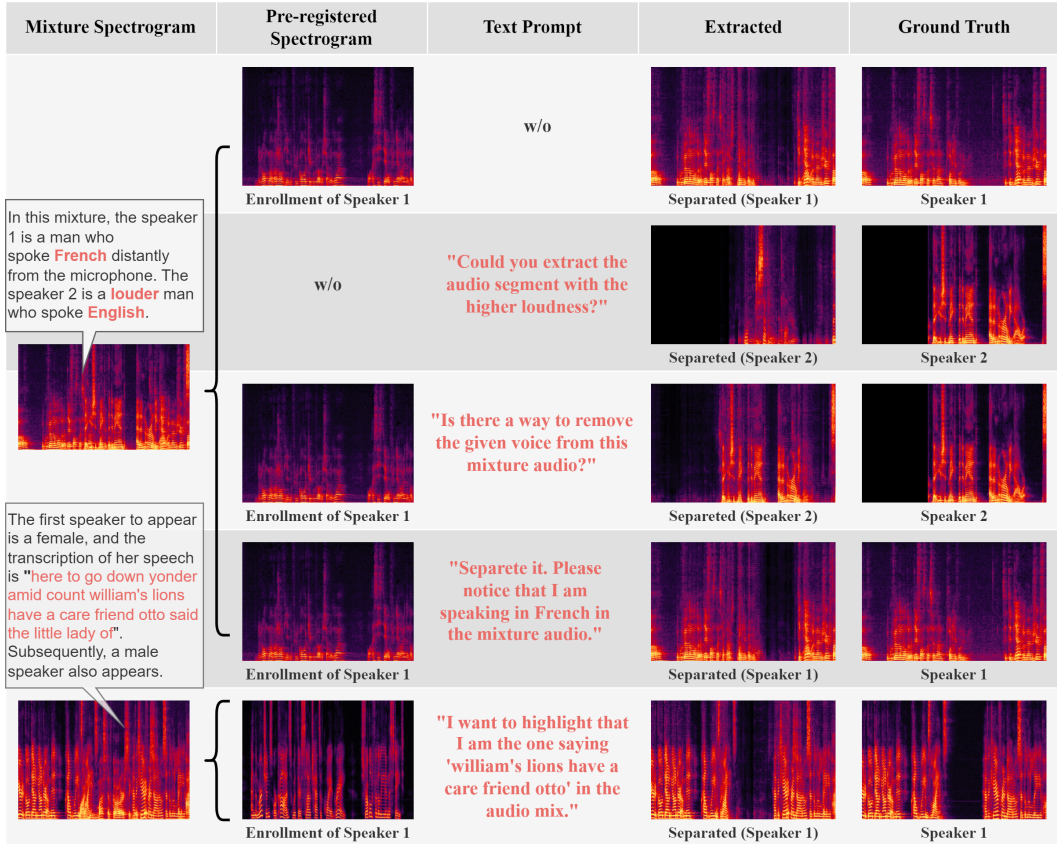 Mixture Spectrogram
Pre-registered
Spectrogram
Text Prompt
Extracted
Ground Truth
w/o
Enrollment of Speaker 1
Separated (Speaker 1)
Speaker 1
In this mixture, the speaker
1 is a man who
spoke French distantly
from the microphone. The
speaker 2 is a louder man
who spoke English.
w/o
"Could you extract the
audio segment with the
higher loudness?"
Separeted (Speaker 2)
Speaker 2
"Is there a way to remove
the given voice from this
mixture audio?"
Enrollment of Speaker 1
Separeted (Speaker 2)
Speaker 2
The first speaker to appear
is a female, and the
transcription of her speech
is "here to go down yonder
amid count william's lions
have a care friend otto said
the little lady of".
Subsequently, a male
speaker also appears.
"Separete it. Please
notice that I am
speaking in French in
the mixture audio."
Enrollment of Speaker 1
Separated (Speaker 1)
Speaker 1
"I want to highlight that
I am the one saying
'william's lions have a
care friend otto' in the
audio mix."
Enrollment of Speaker 1
Separated (Speaker 1)
Speaker 1